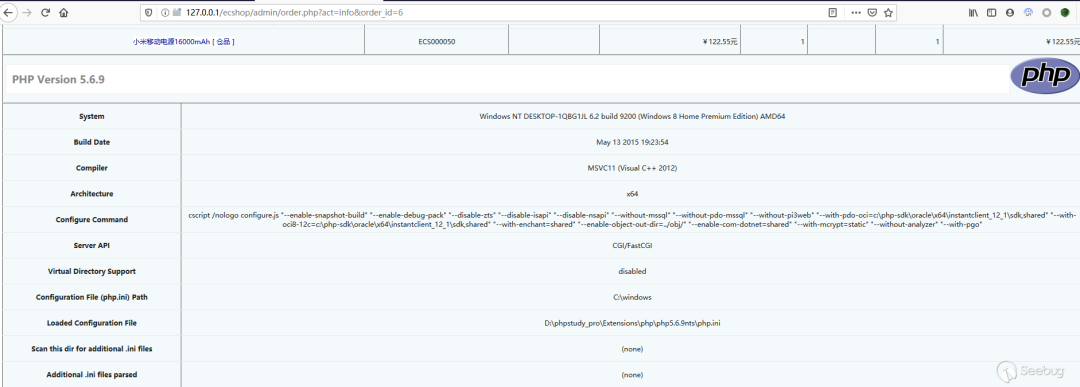 127.0.0.1/ecshop/admin/order.php?act=info&order_id=6
小米移动电源16000mAh [ 仓品 ] ECS000050 ￥122.55元 1 1 ￥122.55元
PHP Version 5.6.9
php
System Windows NT DESKTOP-1QBG1JL 6.2 build 9200 (Windows 8 Home Premium Edition) AMD64
Build Date May 13 2015 19:23:54
Compiler MSVC11 (Visual C++ 2012)
Architecture x64
Configure Command cscript /nologo configure.js "--enable-snapshot-build" "--enable-debug-pack" "--disable-zts" "--disable-isapi" "--disable-nsapi" "--without-mssql" "--without-pdo-mssql" "--without-pi3web" "--with-pdo-oci=c:\php-sdk\oracle\x64\instantclient_12_1\sdk,shared" "--with-
oci8-12c=c:\php-sdk\oracle\x64\instantclient_12_1\sdk,shared" "--with-enchant=shared" "--enable-object-out-dir=../obj/" "--enable-com-dotnet=shared" "--with-mcrypt=static" "--without-analyzer" "--with-pgo"
Server API CGI/FastCGI
Virtual Directory Support disabled
Configuration File (php.ini) Path C:\windows
Loaded Configuration File D:\phpstudy_pro\Extensions\php\php5.6.9nts\php.ini
Scan this dir for additional .ini files (none)
Additional .ini files parsed (none)
Seebug